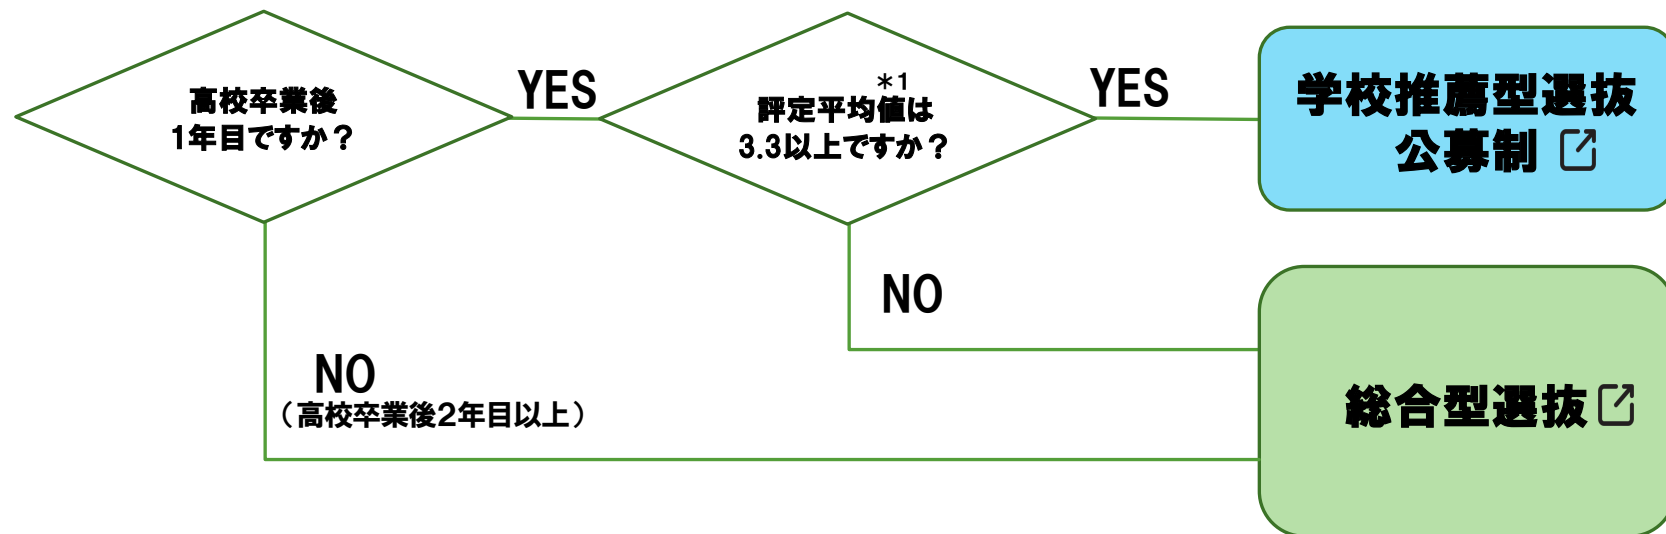 高校卒業後
1年目ですか？
YES
*1
評定平均値は
3.3以上ですか？
YES
学校推薦型選抜
公募制
NO
NO
（高校卒業後2年目以上）
総合型選抜